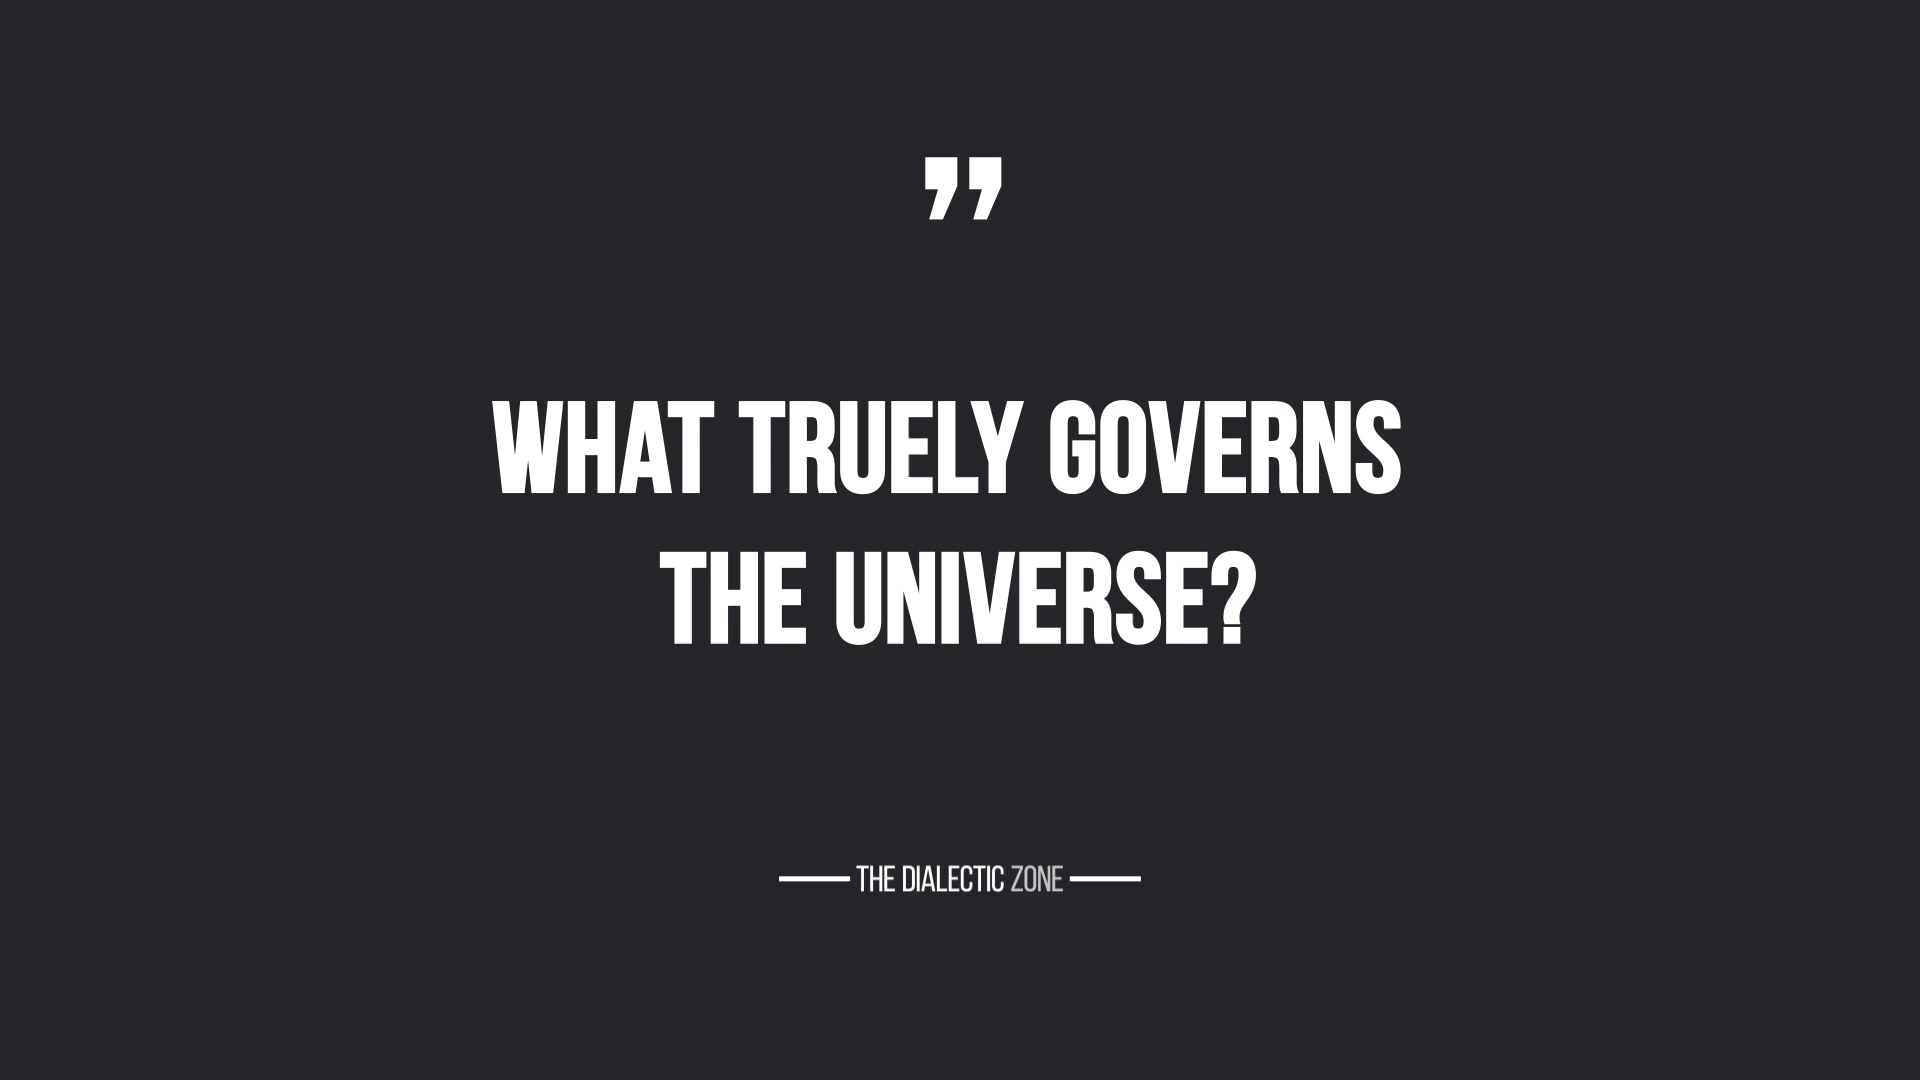 ”
WHAT TRUELY GOVERNS
THE UNIVERSE?
THE DIALECTIC ZONE